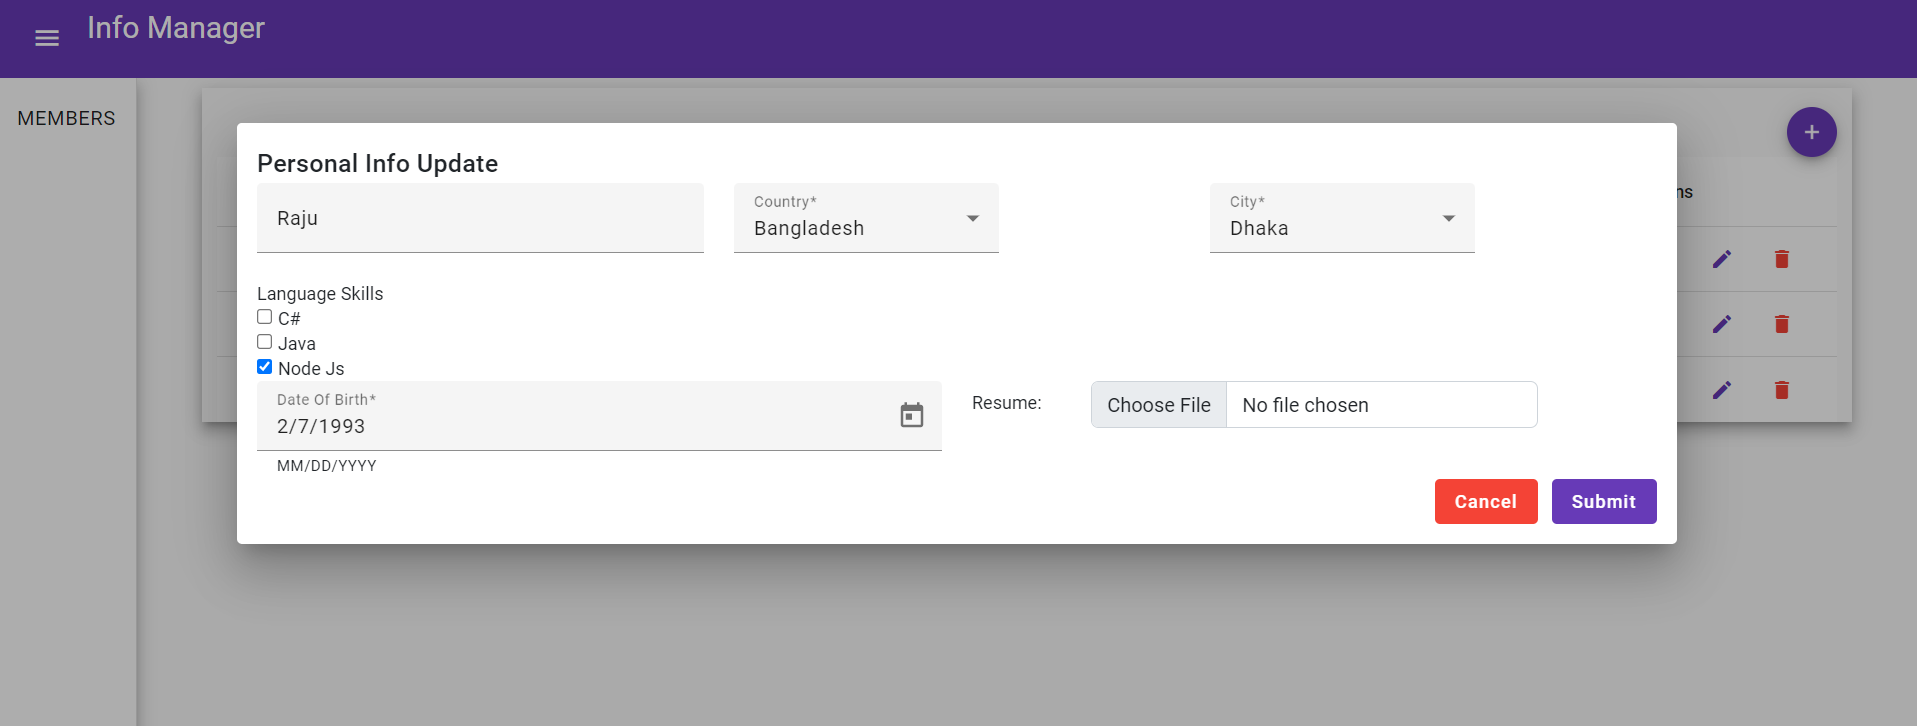 Info Manager
MEMBERS
+
ns
Personal Info Update
Raju
Country*
Bangladesh
City*
Dhaka
Language Skills
C#
Java
Node Js
Date Of Birth*
2/7/1993
MM/DD/YYYY
Resume:
Choose File No file chosen
Cancel Submit